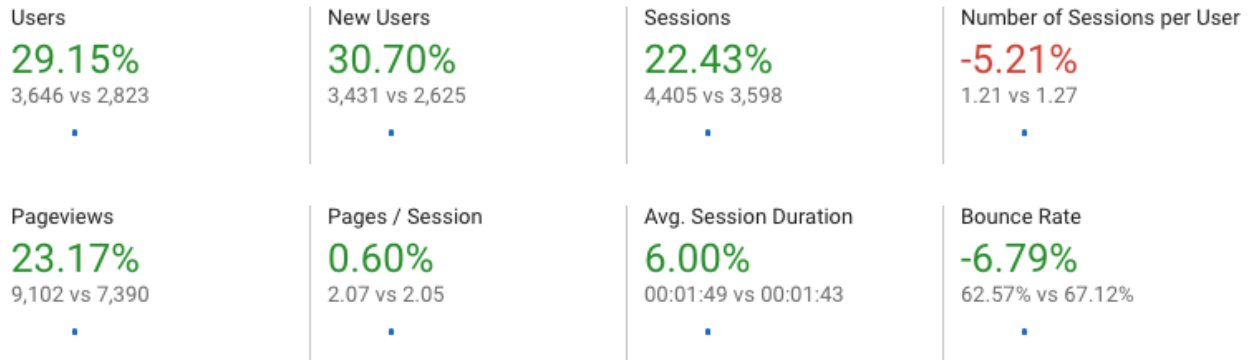 Users
29.15%
3,646 vs 2,823
New Users
30.70%
3,431 vs 2,625
Sessions
22.43%
4,405 vs 3,598
Number of Sessions per User
-5.21%
1.21 vs 1.27
Pageviews
23.17%
9,102 vs 7,390
Pages / Session
0.60%
2.07 vs 2.05
Avg. Session Duration
6.00%
00:01:49 vs 00:01:43
Bounce Rate
-6.79%
62.57% vs 67.12%